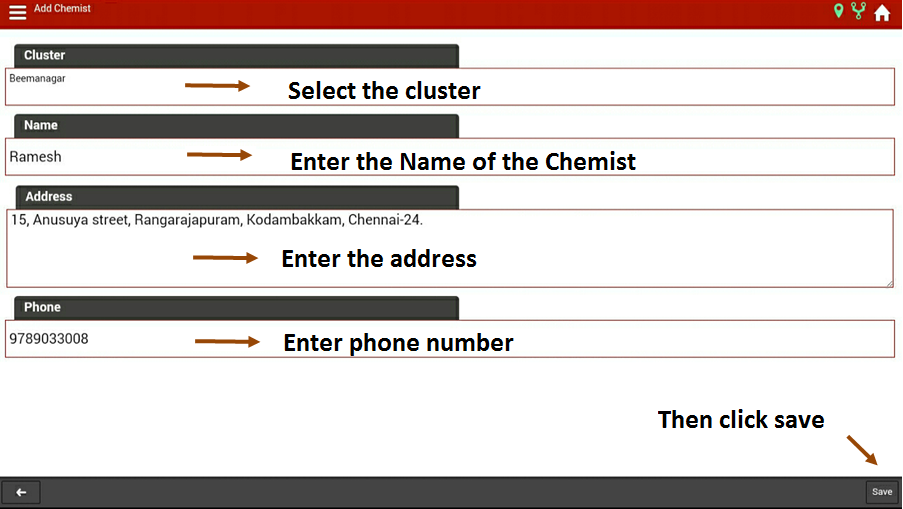 Add Chemist
Cluster
Beemanagar
Select the cluster
Name
Ramesh
Enter the Name of the Chemist
Address
15, Anusuya street, Rangarajapuram, Kodambakkam, Chennai-24.
Enter the address
Phone
9789033008
Enter phone number
Then click save
Save